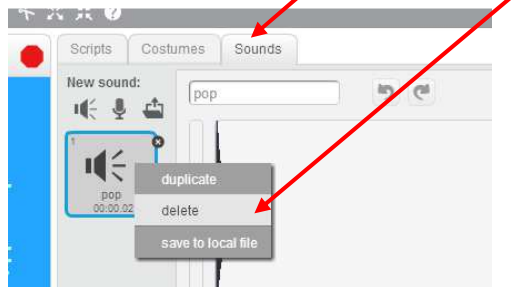 Scripts Costumes Sounds
New sound:
pop
1
pop
00:00.02
duplicate
delete
save to local file